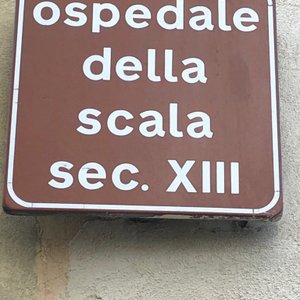 ospedale
della
scala
sec. XIII